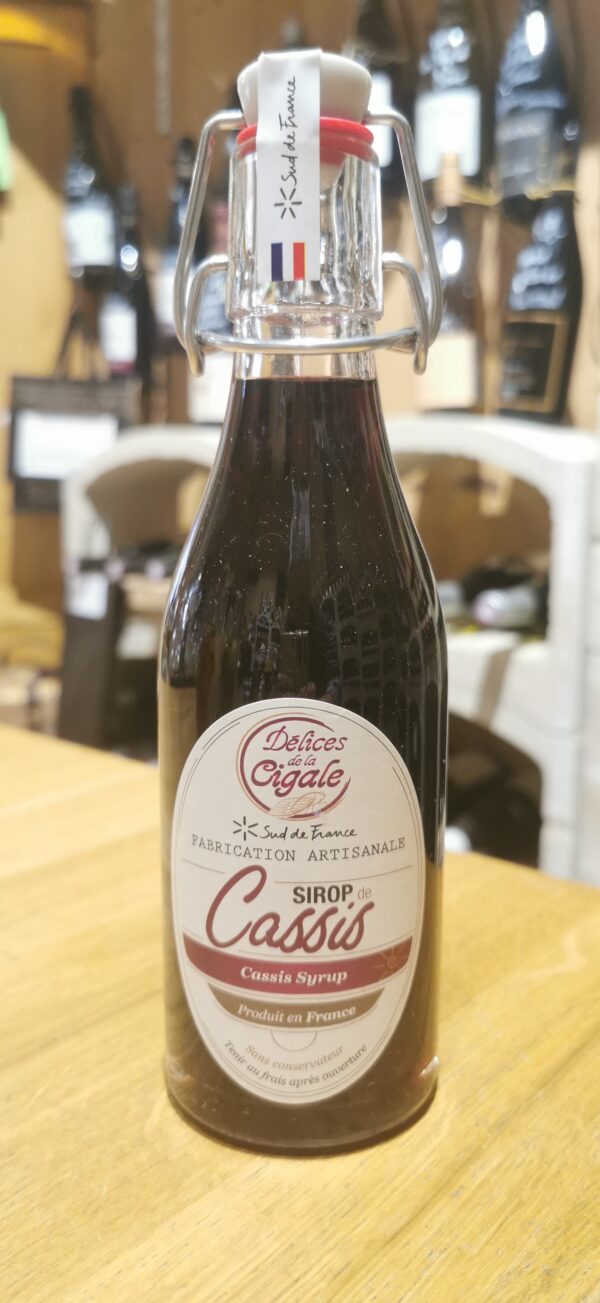 Sud de France
Délices
de la
Cigale
Sud de France
FABRICATION ARTISANALE
SIROP de
Cassis
Cassis Syrup
Produit en France
Sans conservateur
Tenir au frais après ouverture